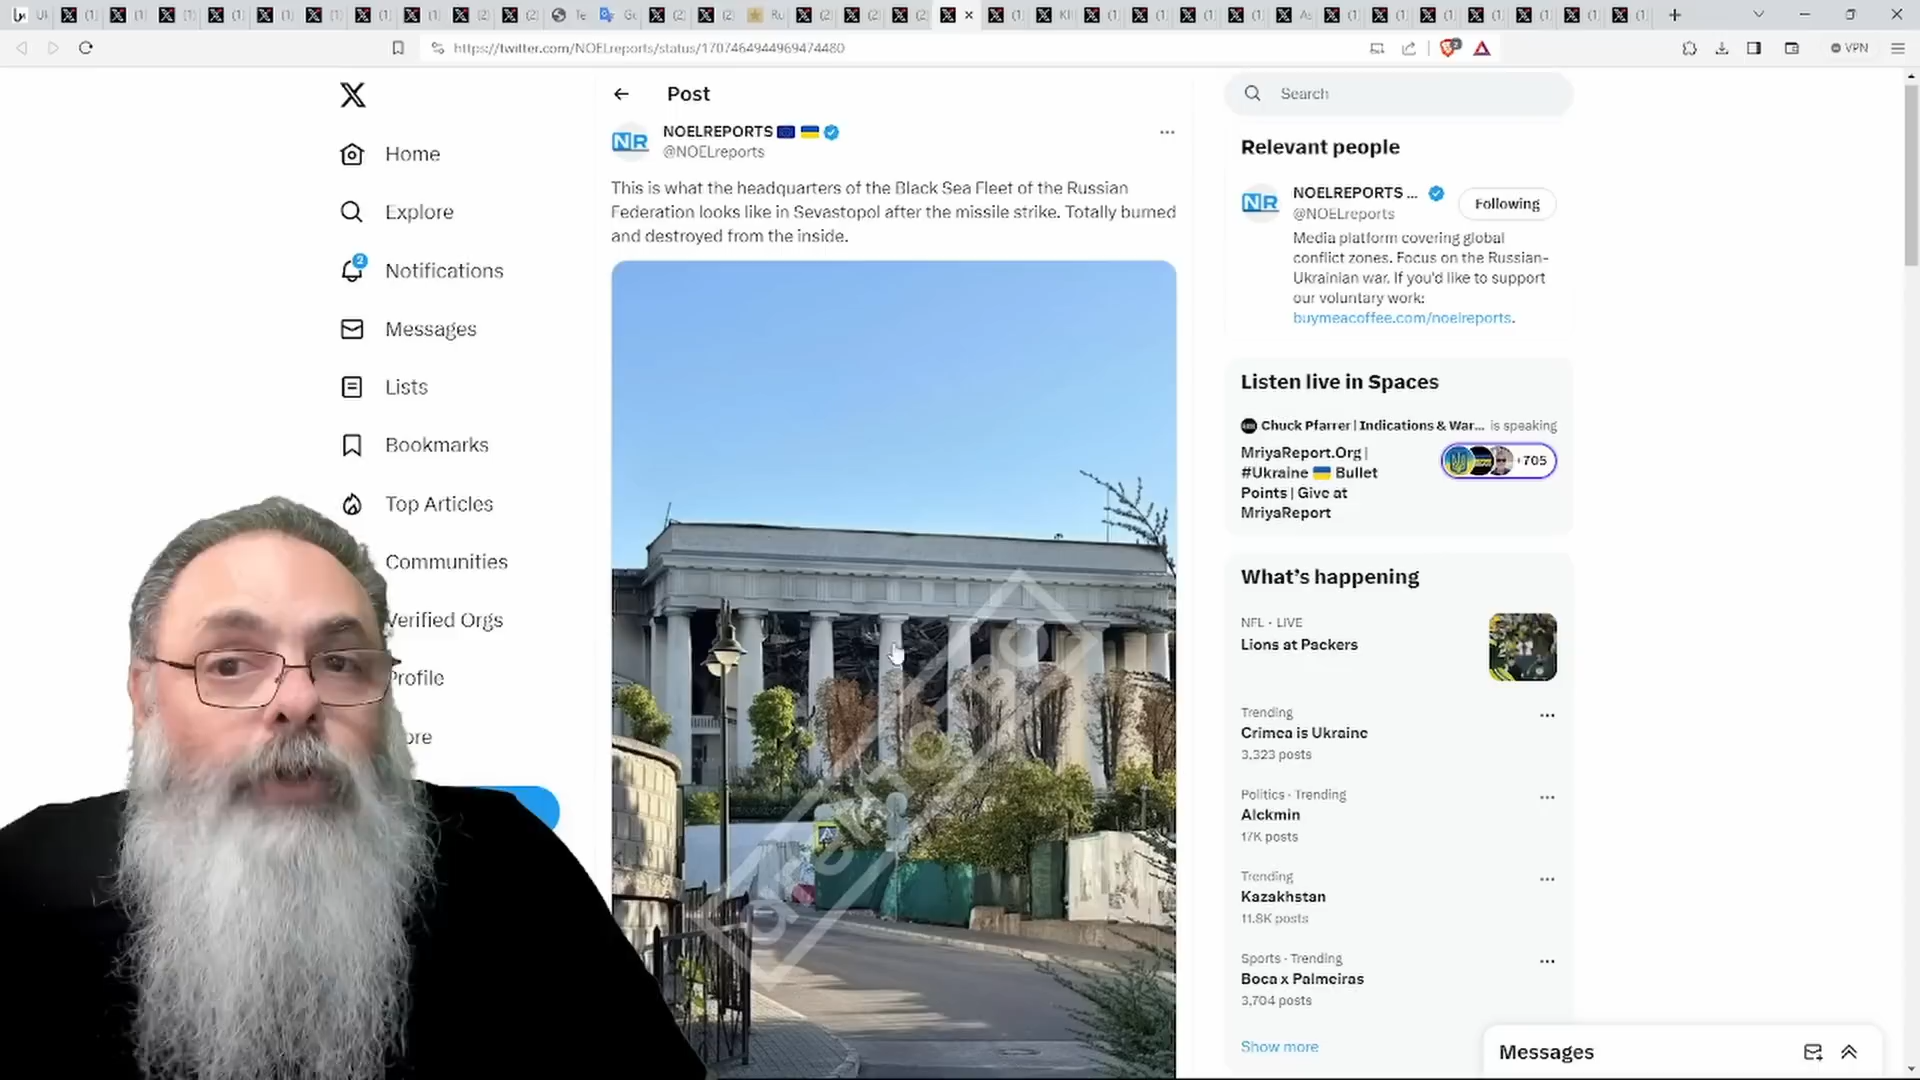 https://twitter.com/NOELreports/status/1707464944969474480
VPN
X
Home
Explore
2
Notifications
Messages
Lists
Bookmarks
Top Articles
Communities
Verified Orgs
Profile
Post
NR
NOELREPORTS
@NOELreports
This is what the headquarters of the Black Sea Fleet of the Russian
Federation looks like in Sevastopol after the missile strike. Totally burned
and destroyed from the inside.
Search
Relevant people
NR
NOELREPORTS ...
@NOELreports
Following
Media platform covering global
conflict zones. Focus on the Russian-
Ukrainian war. If you'd like to support
our voluntary work:
buymeacoffee.com/noelreports.
Listen live in Spaces
Chuck Pfarrer | Indications & War... is speaking
MriyaReport.Org |
#Ukraine Bullet
Points | Give at
MriyaReport
+705
What's happening
NFL · LIVE
Lions at Packers
Trending
Crimea is Ukraine
3,323 posts
Politics · Trending
Alckmin
17K posts
Trending
Kazakhstan
11.8K posts
Sports · Trending
Boca x Palmeiras
3,704 posts
Show more
Messages